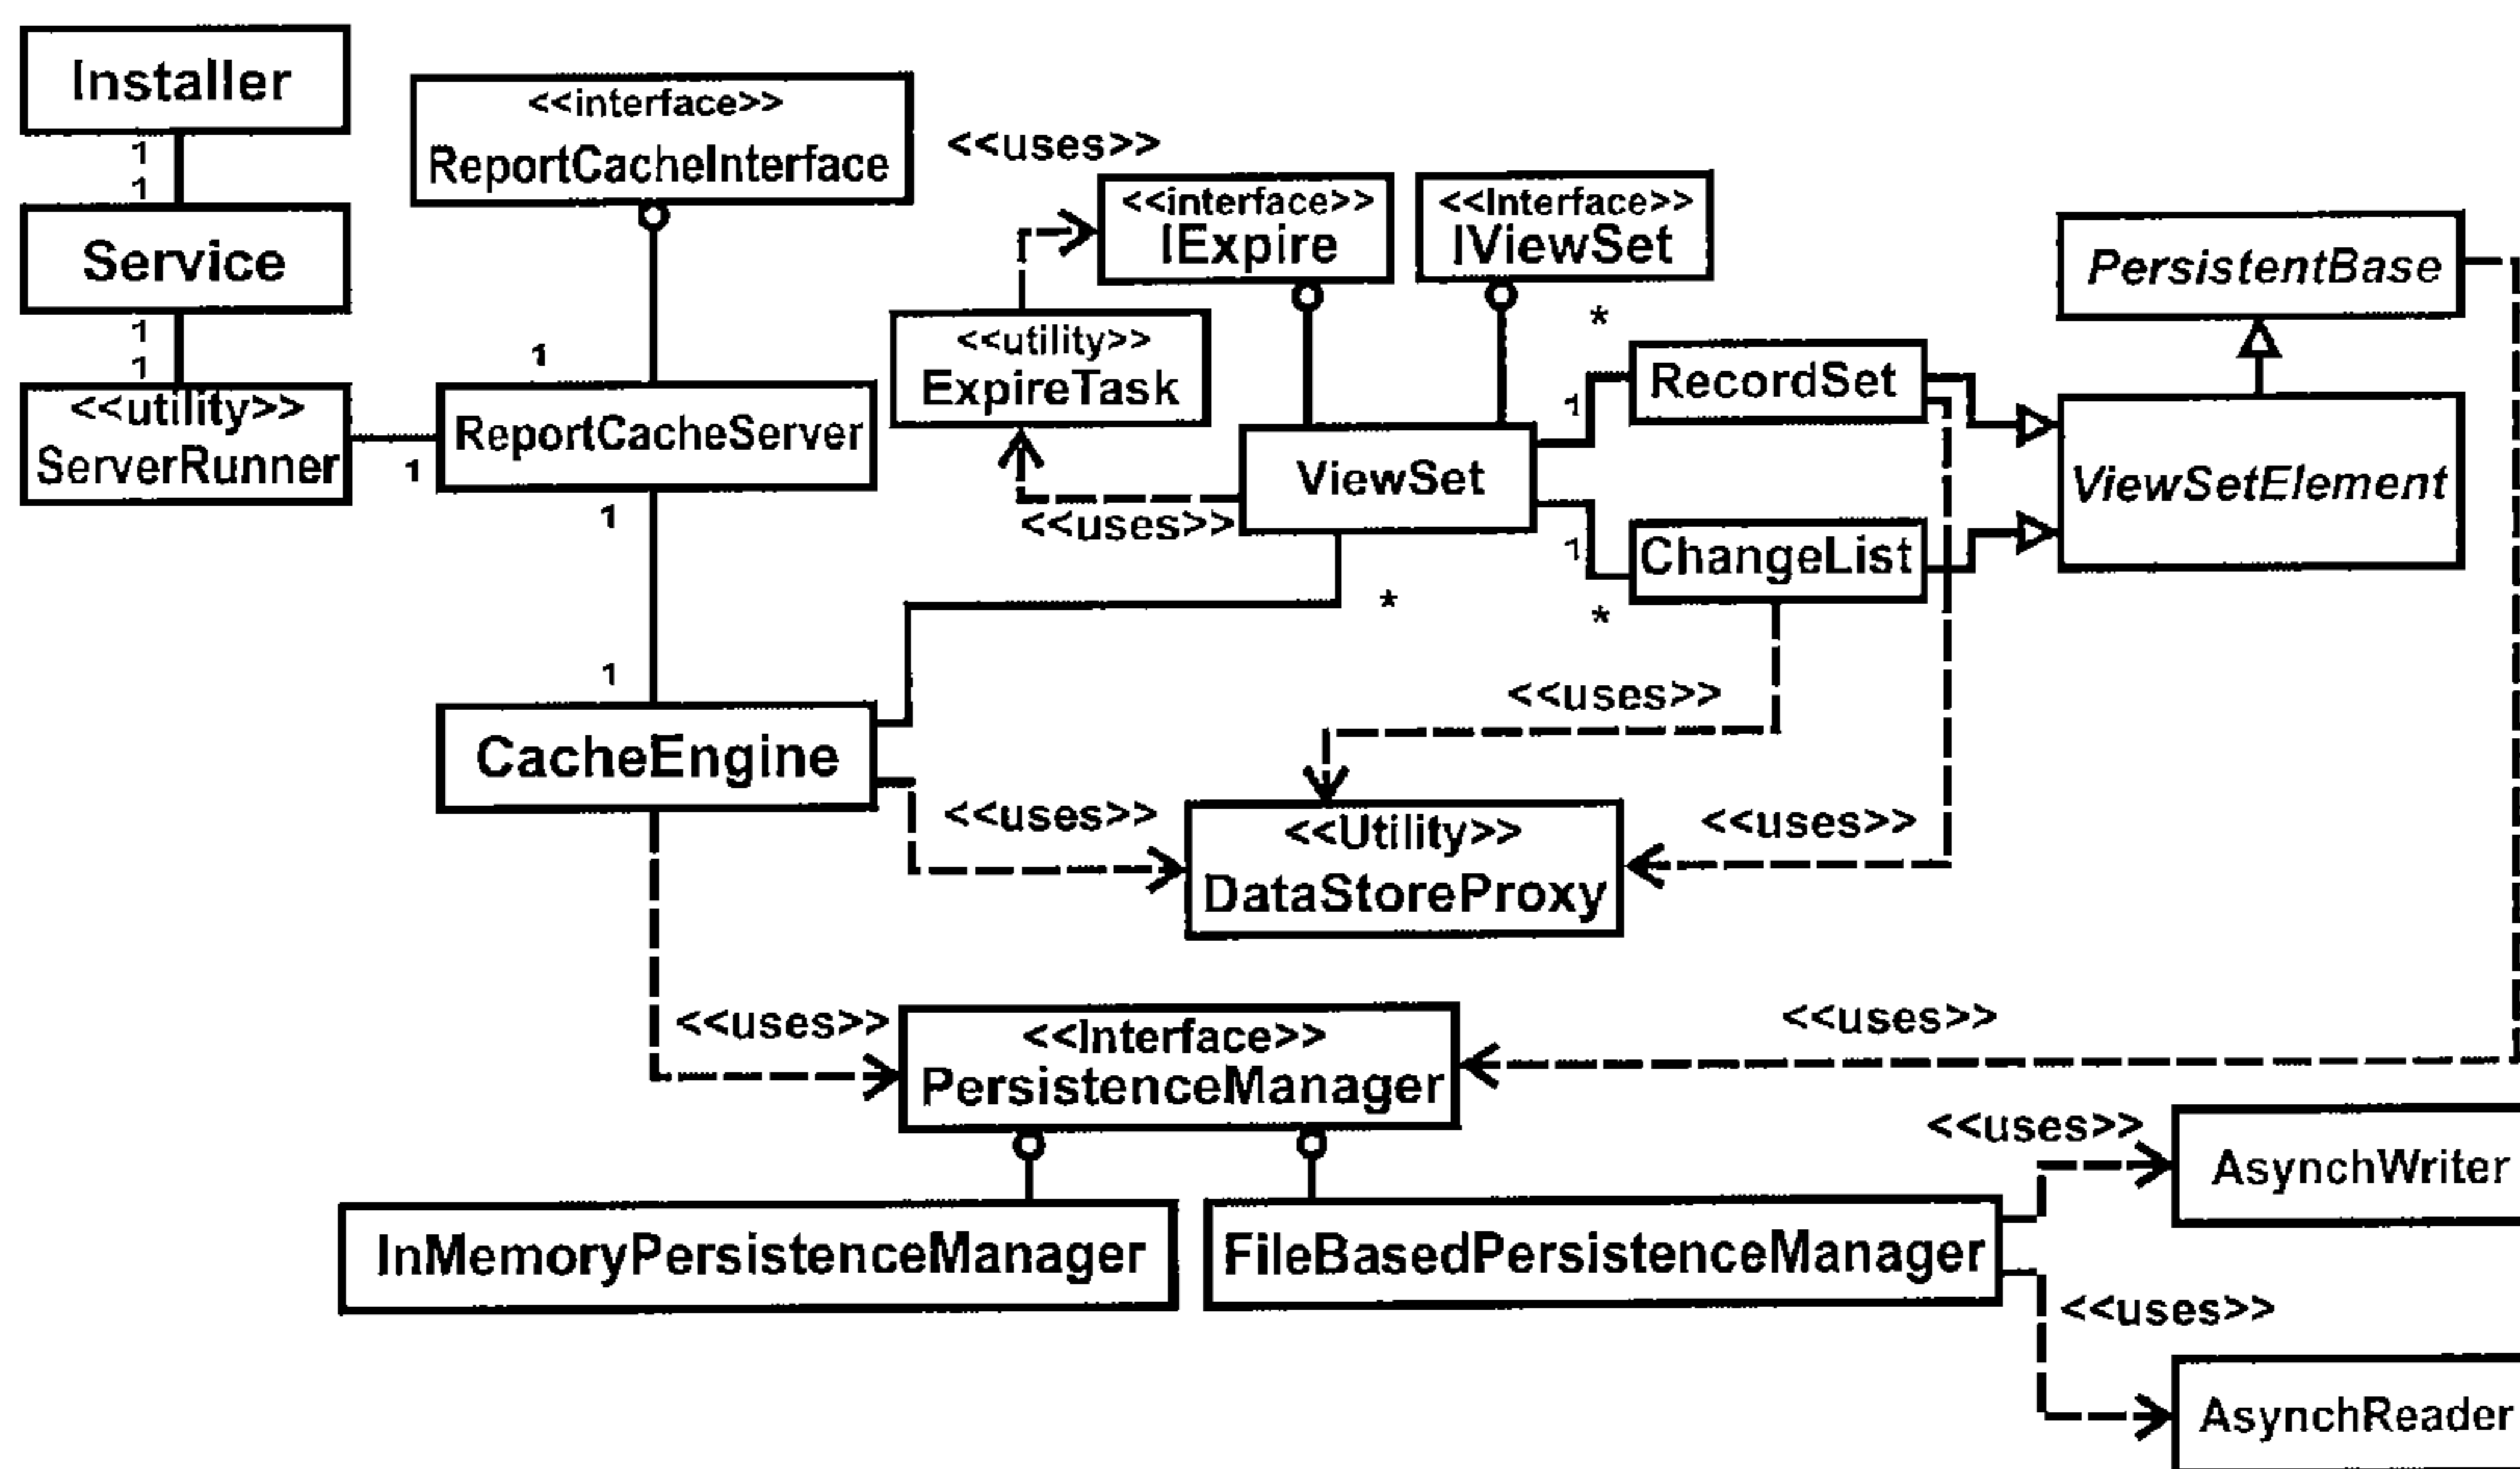 Installer
1
1
Service
1
1
<<utility>>
ServerRunner
<<interface>>
ReportCacheInterface
1
ReportCacheServer
1
1
1
CacheEngine
<<uses>>
<<interface>>
IExpire
<<Interface>>
IViewSet
<<utility>>
ExpireTask
<<uses>>
ViewSet
*
*
1
RecordSet
1
ChangeList
*
PersistentBase
ViewSetElement
<<uses>>
<<uses>>
<<Utility>>
DataStoreProxy
<<uses>>
<<uses>>
<<Interface>>
PersistenceManager
<<uses>>
InMemoryPersistenceManager
FileBasedPersistenceManager
<<uses>>
AsynchWriter
<<uses>>
AsynchReader